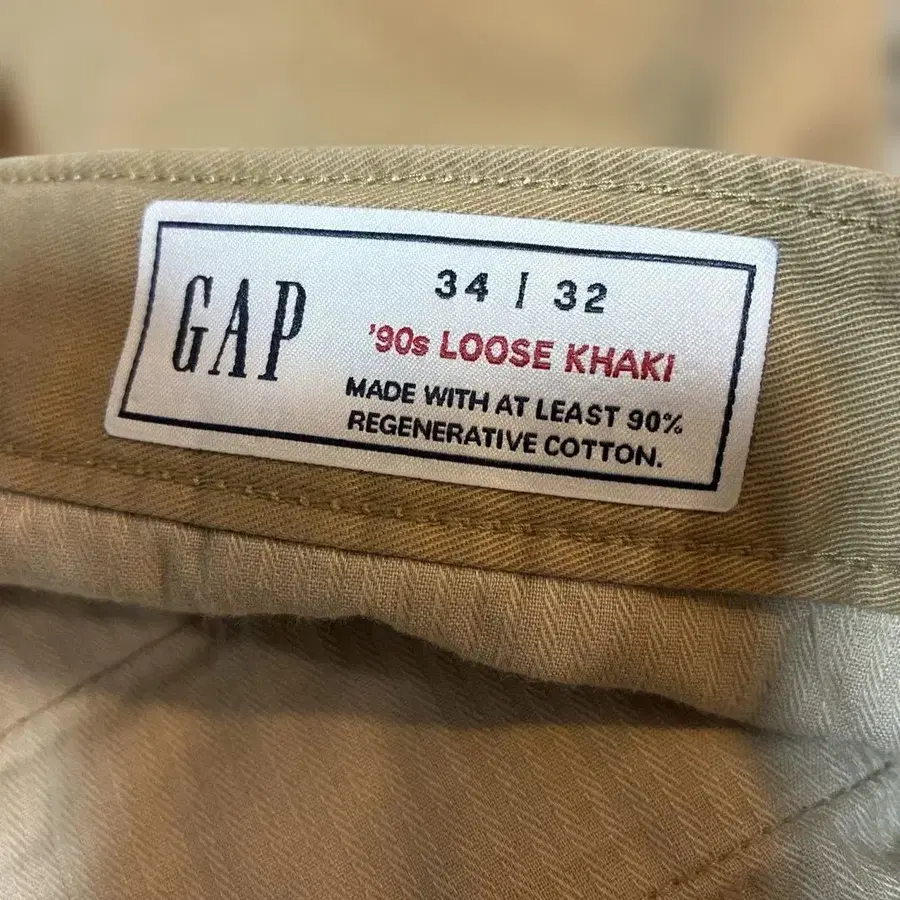 GAP
34 | 32
'90s LOOSE KHAKI
MADE WITH AT LEAST 90%
REGENERATIVE COTTON.